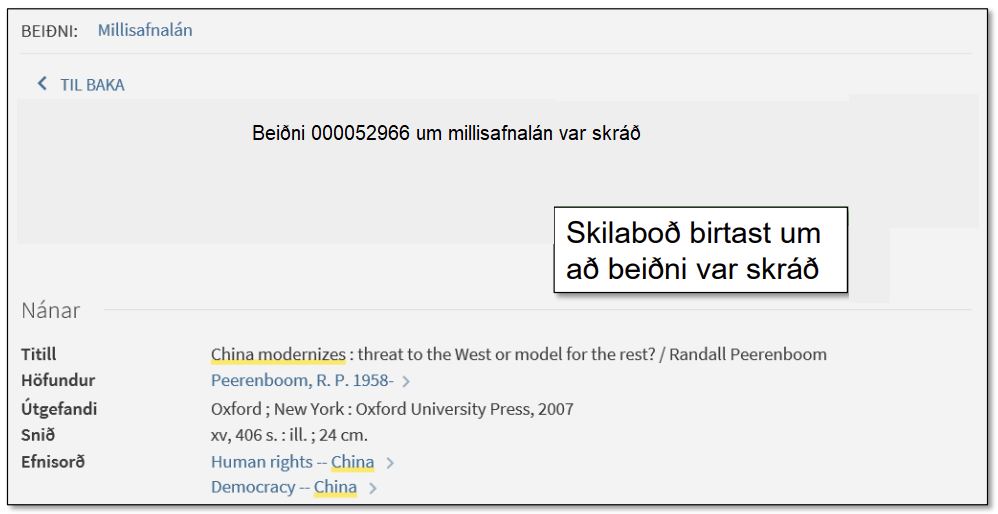 BEIÐNI: Millisafnalán
TIL BAKA
Beiðni 000052966 um millisafnalán var skráð
Skilaboð birtast um
að beiðni var skráð
Nánar
Titill China modernizes : threat to the West or model for the rest? / Randall Peerenboom
Höfundur Peerenboom, R. P. 1958-
Útgefandi Oxford ; New York : Oxford University Press, 2007
Snið xv, 406 s. : ill. ; 24 cm.
Efnisorð Human rights -- China
Democracy -- China